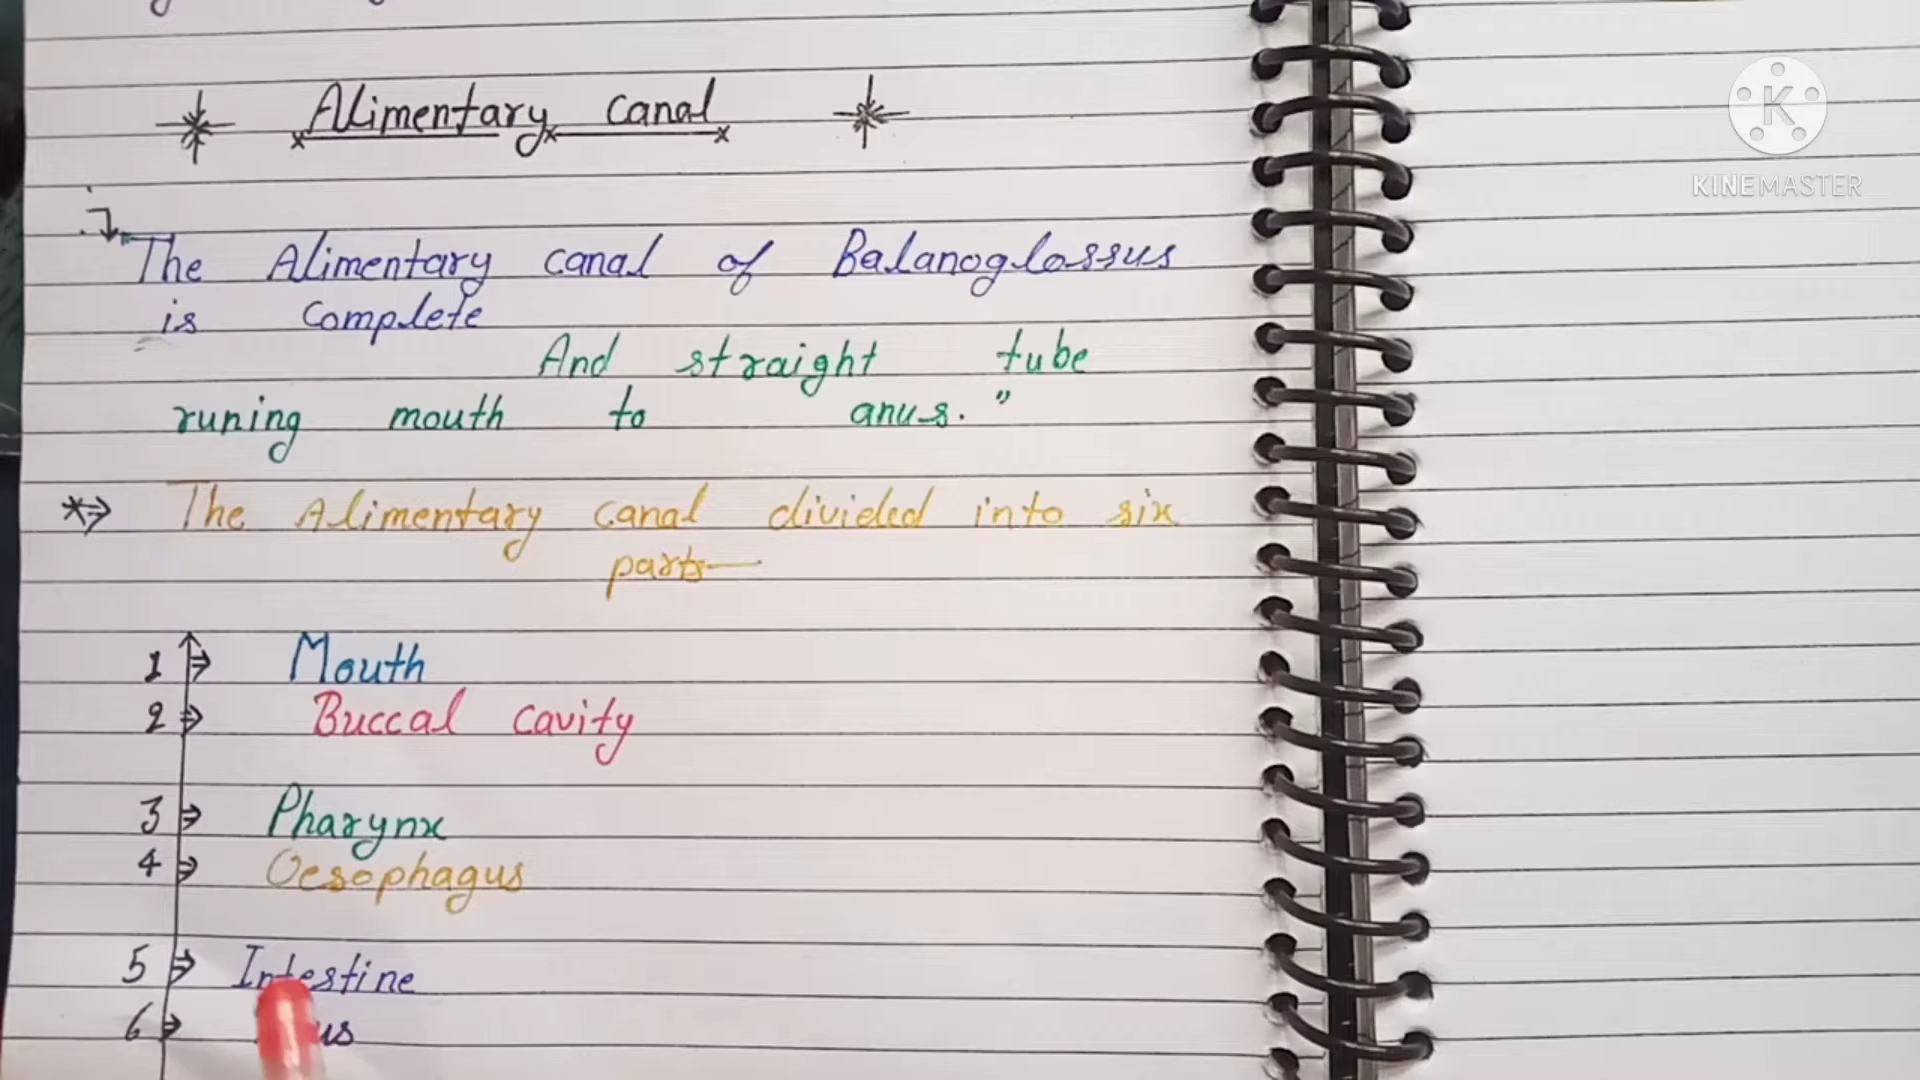 Alimentary canal
The Alimentary canal of Balanoglossus
is complete
And straight tube
runing mouth to anus."
The Alimentary canal divided into six
parts—
1 ⇒ Mouth
2 ⇒ Buccal cavity
3 ⇒ Pharynx
4 ⇒ Oesophagus
5 ⇒ Intestine
6 ⇒
K
KINEMASTER